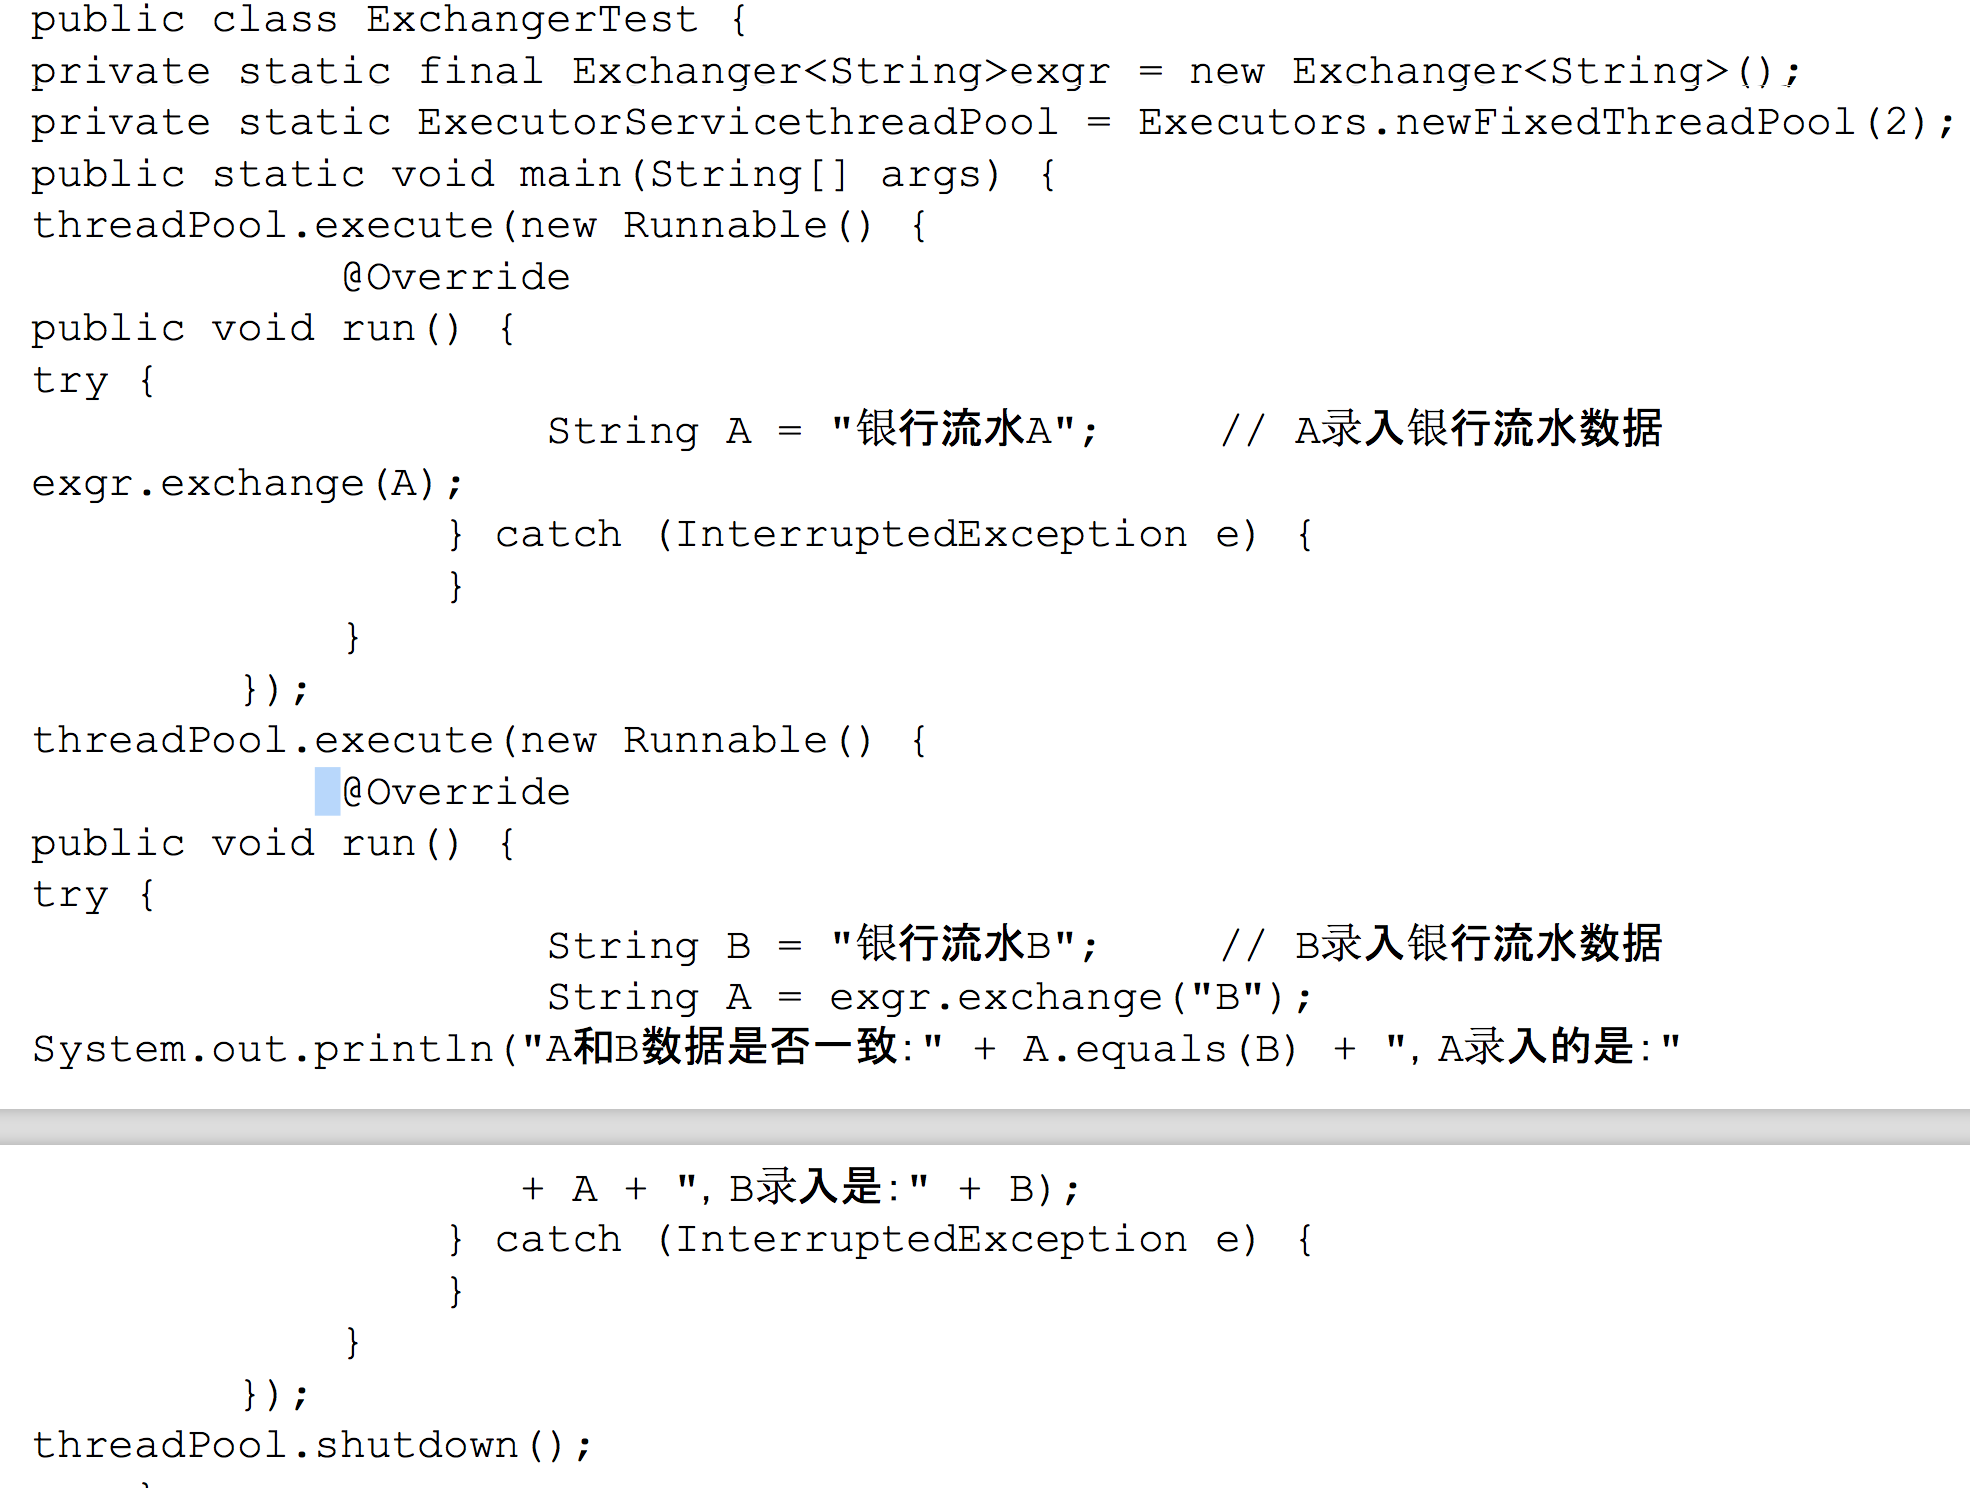 public class ExchangerTest {
private static final Exchanger<String>exgr = new Exchanger<String>();
private static ExecutorServicethreadPool = Executors.newFixedThreadPool(2);
public static void main(String[] args) {
threadPool.execute(new Runnable() {
@Override
public void run() {
try {
String A = "银行流水A"; // A录入银行流水数据
exgr.exchange(A);
} catch (InterruptedException e) {
}
}
});
threadPool.execute(new Runnable() {
@Override
public void run() {
try {
String B = "银行流水B"; // B录入银行流水数据
String A = exgr.exchange("B");
System.out.println("A和B数据是否一致:" + A.equals(B) + ",A录入的是:"
+ A + ",B录入是:" + B);
} catch (InterruptedException e) {
}
}
});
threadPool.shutdown();
}